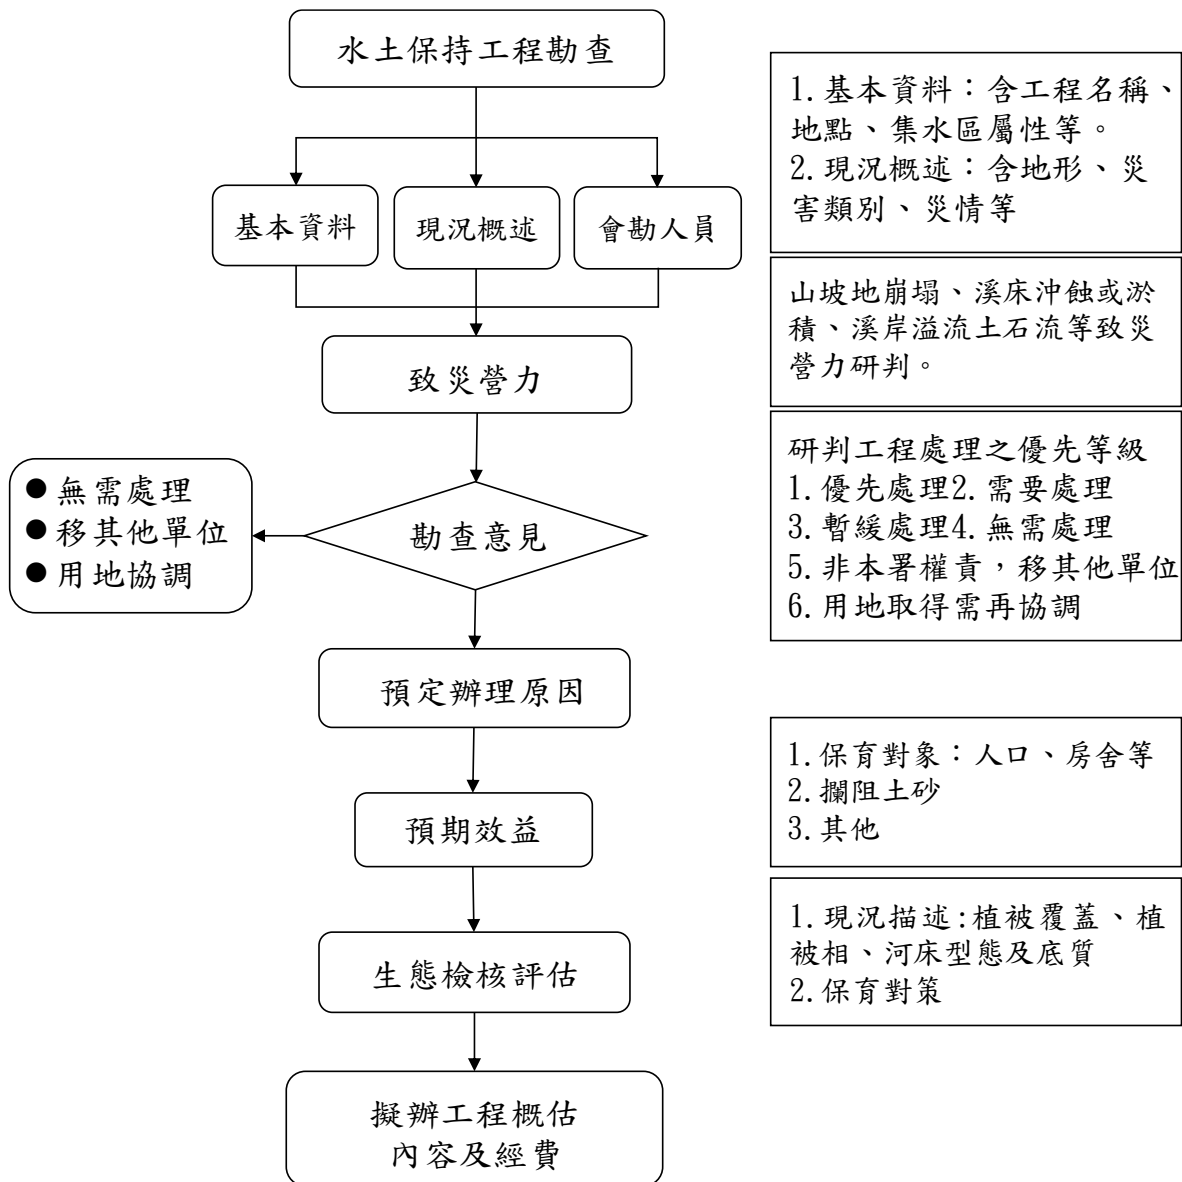 水土保持工程勘查
基本資料
現況概述
會勘人員
致災營力
勘查意見
● 無需處理
● 移其他單位
● 用地協調
預定辦理原因
預期效益
生態檢核評估
擬辦工程概估
內容及經費
1.基本資料：含工程名稱、
地點、集水區屬性等。
2.現況概述：含地形、災
害類別、災情等
山坡地崩塌、溪床沖蝕或淤
積、溪岸溢流土石流等致災
營力研判。
研判工程處理之優先等級
1.優先處理2.需要處理
3.暫緩處理4.無需處理
5.非本署權責，移其他單位
6.用地取得需再協調
1.保育對象：人口、房舍等
2.攔阻土砂
3.其他
1.現況描述:植被覆蓋、植
被相、河床型態及底質
2.保育對策